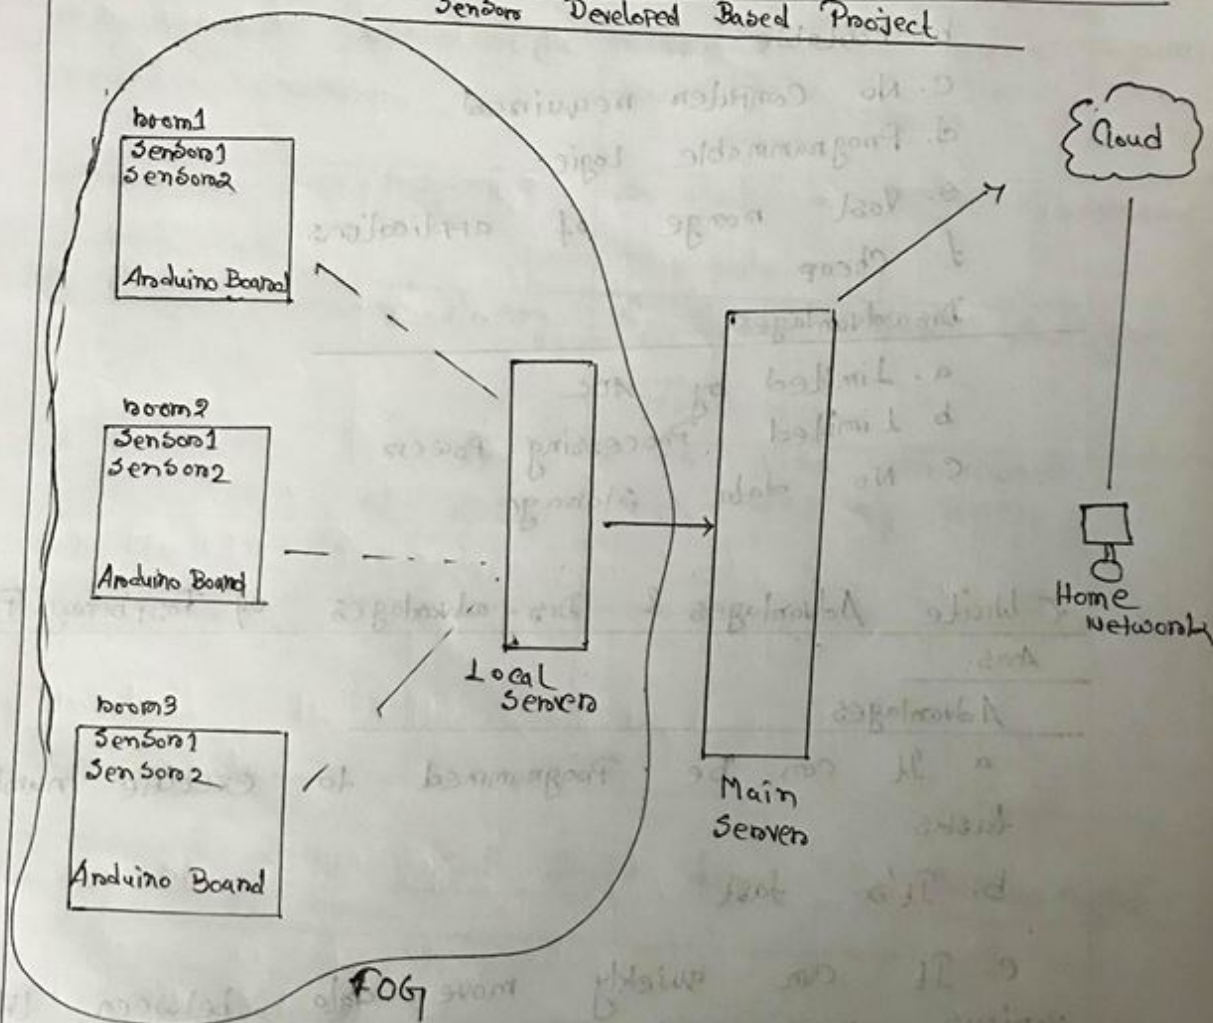 Sensor Developed Based Project
room1
Sensor1
Sensor2
Arduino Board
room2
Sensor1
Sensor2
Arduino Board
room3
Sensor1
Sensor2
Arduino Board
Local
Server
Main
Server
Cloud
Home
Network
FOG